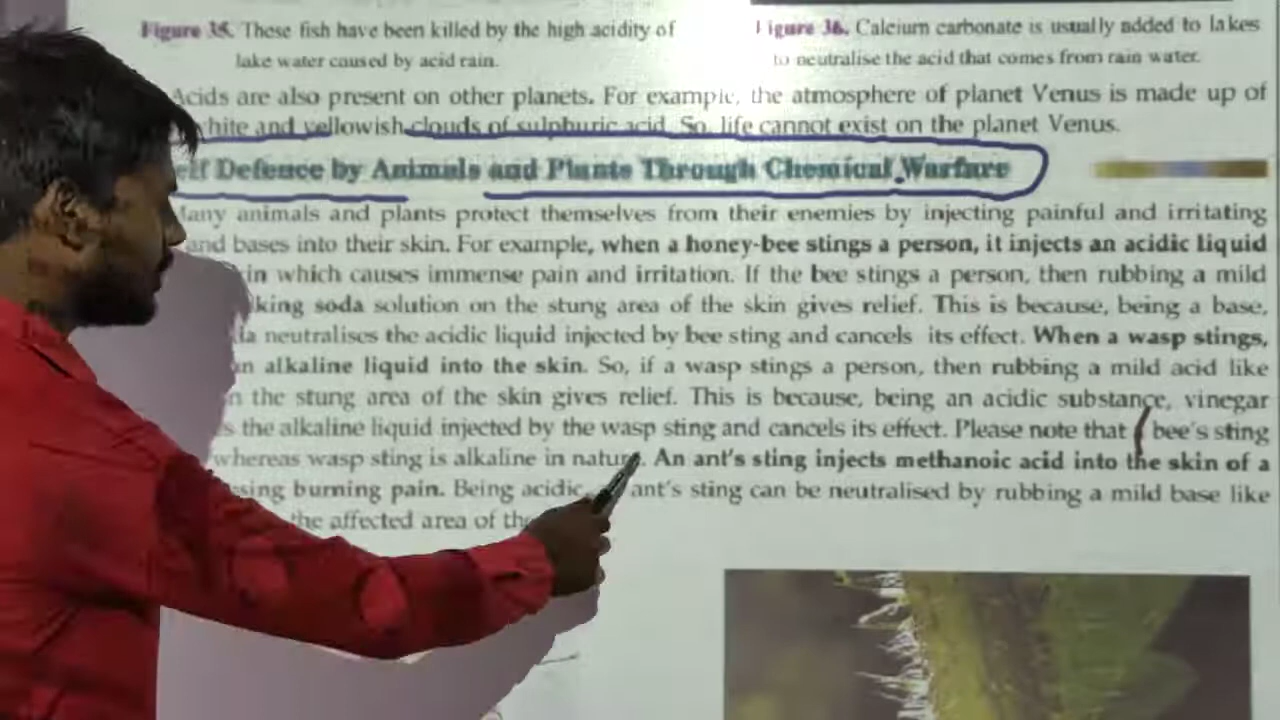 Figure 35. These fish have been killed by the high acidity of
lake water caused by acid rain.
Figure 36. Calcium carbonate is usually added to lakes
to neutralise the acid that comes from rain water.
Acids are also present on other planets. For example, the atmosphere of planet Venus is made up of
white and yellowish clouds of sulphuric acid. So, life cannot exist on the planet Venus.
elf Defence by Animals and Plants Through Chemical Warfare
Many animals and plants protect themselves from their enemies by injecting painful and irritating
and bases into their skin. For example, when a honey-bee stings a person, it injects an acidic liquid
in which causes immense pain and irritation. If the bee stings a person, then rubbing a mild
king soda solution on the stung area of the skin gives relief. This is because, being a base,
da neutralises the acidic liquid injected by bee sting and cancels its effect. When a wasp stings,
an alkaline liquid into the skin. So, if a wasp stings a person, then rubbing a mild acid like
n the stung area of the skin gives relief. This is because, being an acidic substance, vinegar
s the alkaline liquid injected by the wasp sting and cancels its effect. Please note that bee's sting
whereas wasp sting is alkaline in nature. An ant's sting injects methanoic acid into the skin of a
sing burning pain. Being acidic ant's sting can be neutralised by rubbing a mild base like
the affected area of the